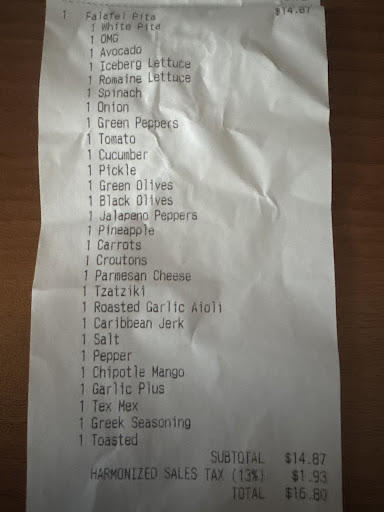 1 Falafel Pita $14.87
1 White Pita
1 OMG
1 Avocado
1 Iceberg Lettuce
1 Romaine Lettuce
1 Spinach
1 Onion
1 Green Peppers
1 Tomato
1 Cucumber
1 Pickle
1 Green Olives
1 Black Olives
1 Jalapeno Peppers
1 Pineapple
1 Carrots
1 Croutons
1 Parmesan Cheese
1 Tzatziki
1 Roasted Garlic Aioli
1 Caribbean Jerk
1 Salt
1 Pepper
1 Chipotle Mango
1 Garlic Plus
1 Tex Mex
1 Greek Seasoning
1 Toasted
SUBTOTAL $14.87
HARMONIZED SALES TAX (13%) $1.93
TOTAL $16.80